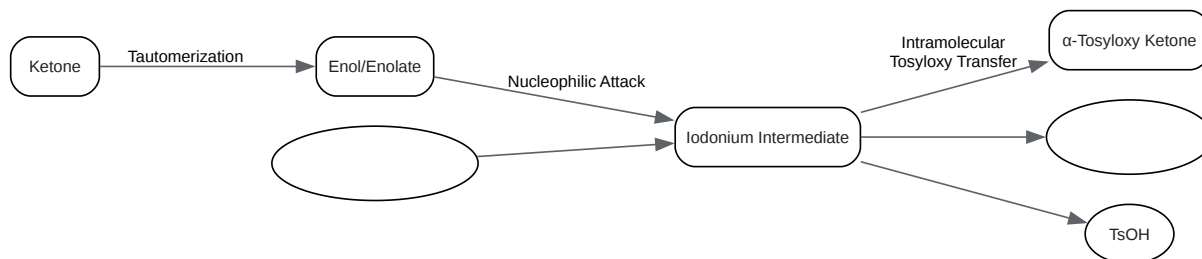 Ketone
Tautomerization
Enol/Enolate
Nucleophilic Attack
Iodonium Intermediate
Intramolecular
Tosyloxy Transfer
α-Tosyloxy Ketone
TsOH